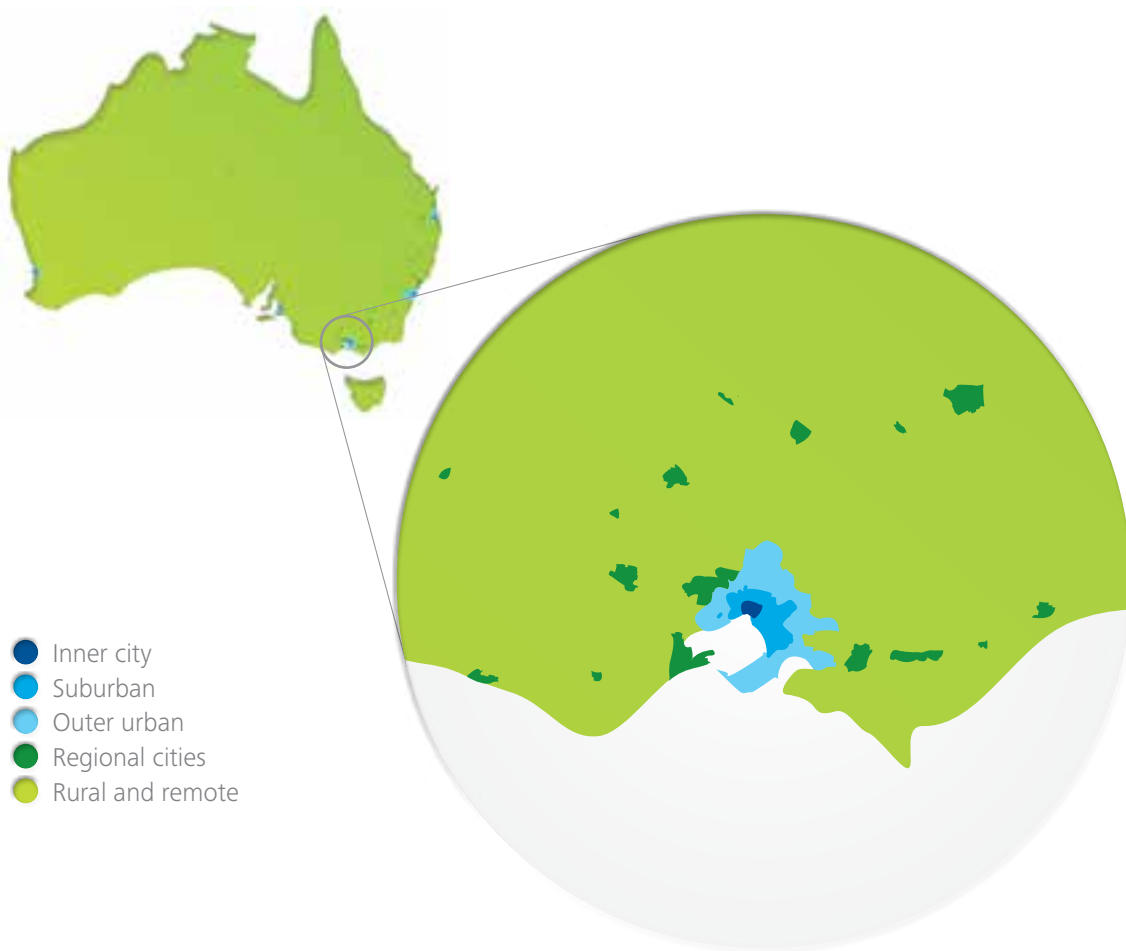 Inner city
Suburban
Outer urban
Regional cities
Rural and remote